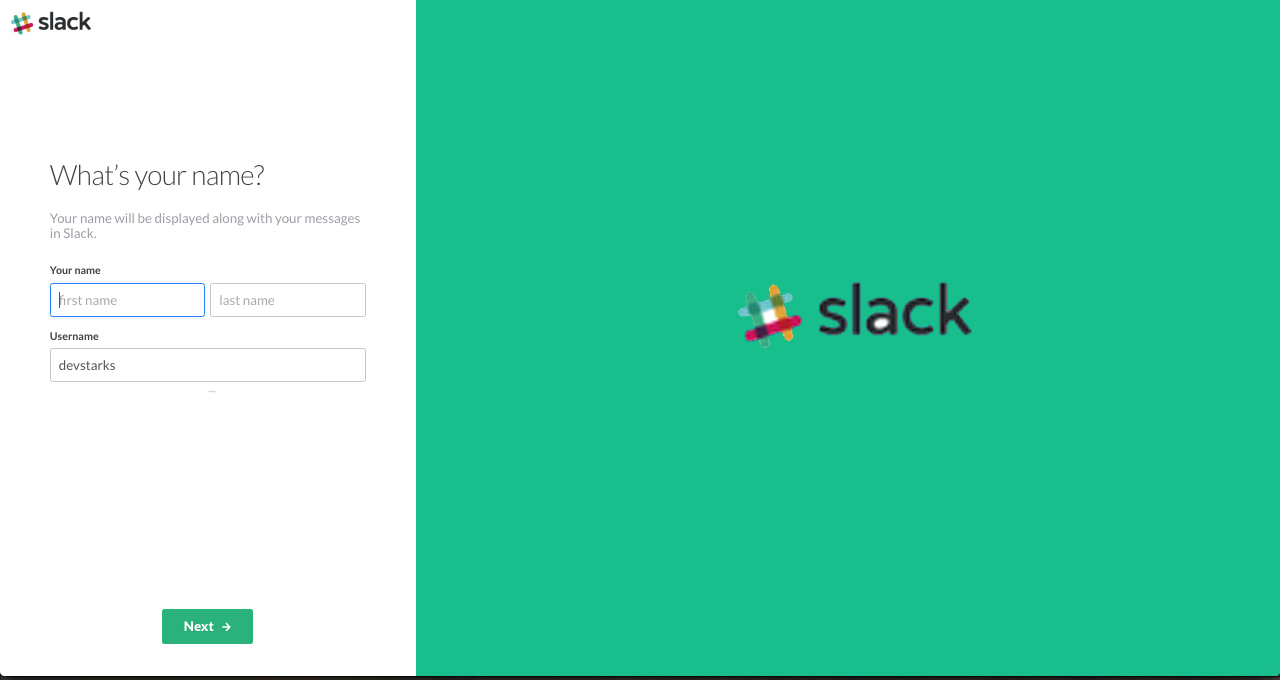 slack
What's your name?
Your name will be displayed along with your messages
in Slack.
Your name
first name last name
Username
devstarks
Next →
slack